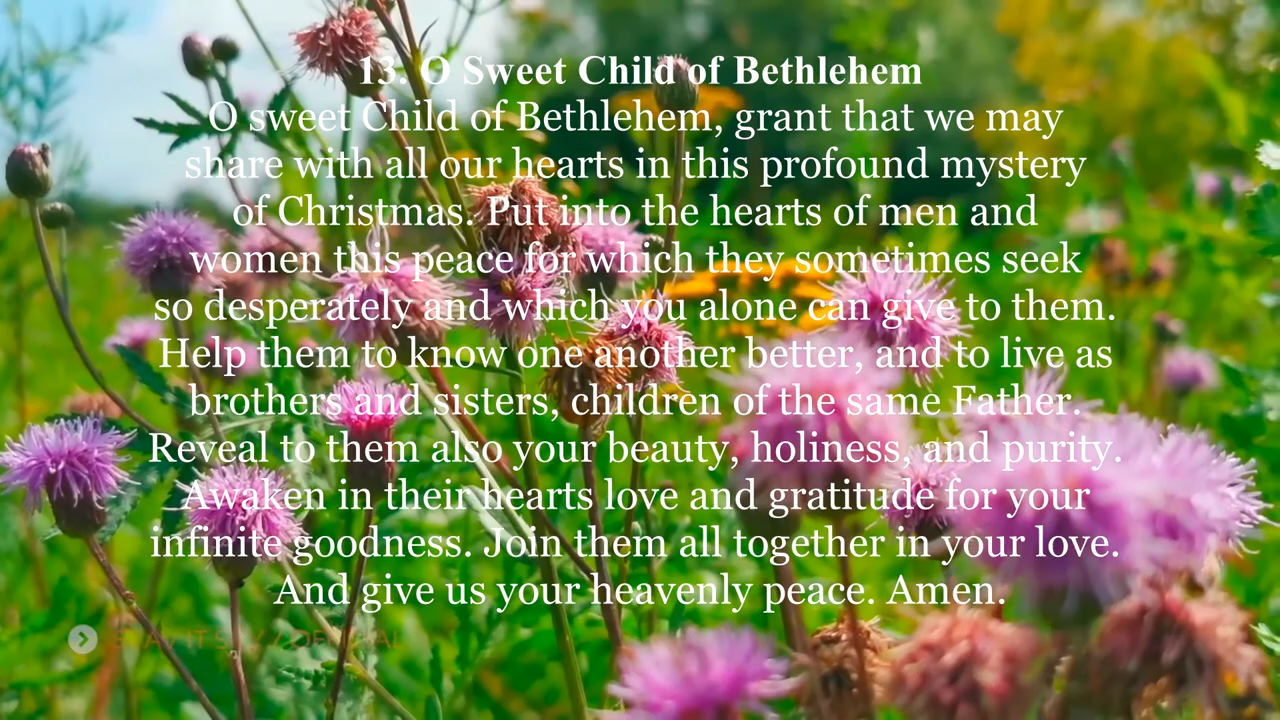 13. O Sweet Child of Bethlehem
O sweet Child of Bethlehem, grant that we may
share with all our hearts in this profound mystery
of Christmas. Put into the hearts of men and
women this peace for which they sometimes seek
so desperately and which you alone can give to them.
Help them to know one another better, and to live as
brothers and sisters, children of the same Father.
Reveal to them also your beauty, holiness, and purity.
Awaken in their hearts love and gratitude for your
infinite goodness. Join them all together in your love.
And give us your heavenly peace. Amen.